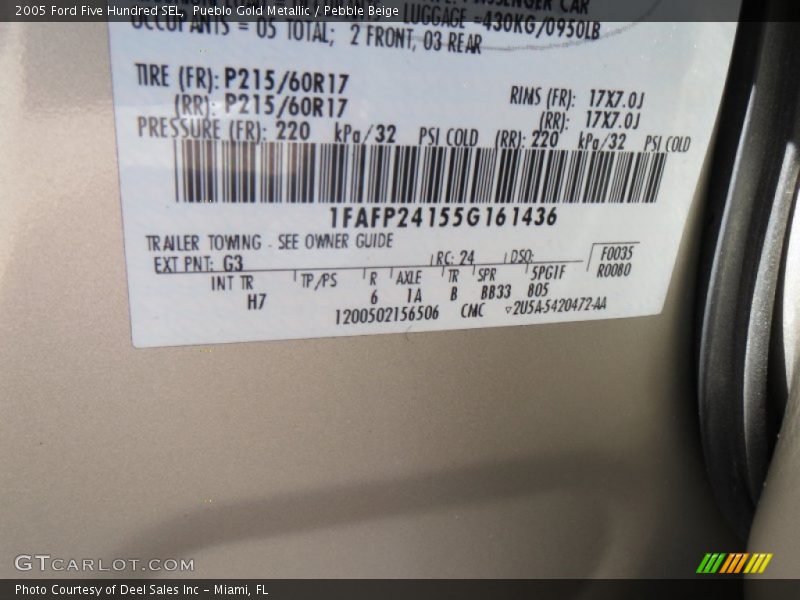 2005 Ford Five Hundred SEL, Pueblo Gold Metallic / Pebble Beige
PASSENGER CAR
LUGGAGE =430KG/0950LB
OCCUPANTS = 05 TOTAL; 2 FRONT, 03 REAR
TIRE (FR): P215/60R17 RIMS (FR): 17X7.0J
(RR): P215/60R17 (RR): 17X7.0J
PRESSURE (FR): 220 kPa/32 PSI COLD (RR): 220 kPa/32 PSI COLD
1FAFP24155G161436
TRAILER TOWING - SEE OWNER GUIDE
EXT PNT: G3 RC: 24 DSO: F0035
INT TR TP/PS R AXLE TR SPR 5PGIF R0080
H7 6 1A B BB33 805
1200502156506 CMC ▿2U5A-5420472-AA
GTCARLOT.COM
Photo Courtesy of Deel Sales Inc – Miami, FL